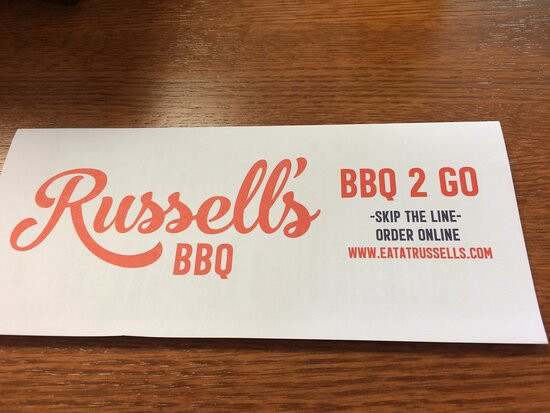 Russell's
BBQ
BBQ 2 GO
-SKIP THE LINE-
ORDER ONLINE
WWW.EATATRUSSELLS.COM